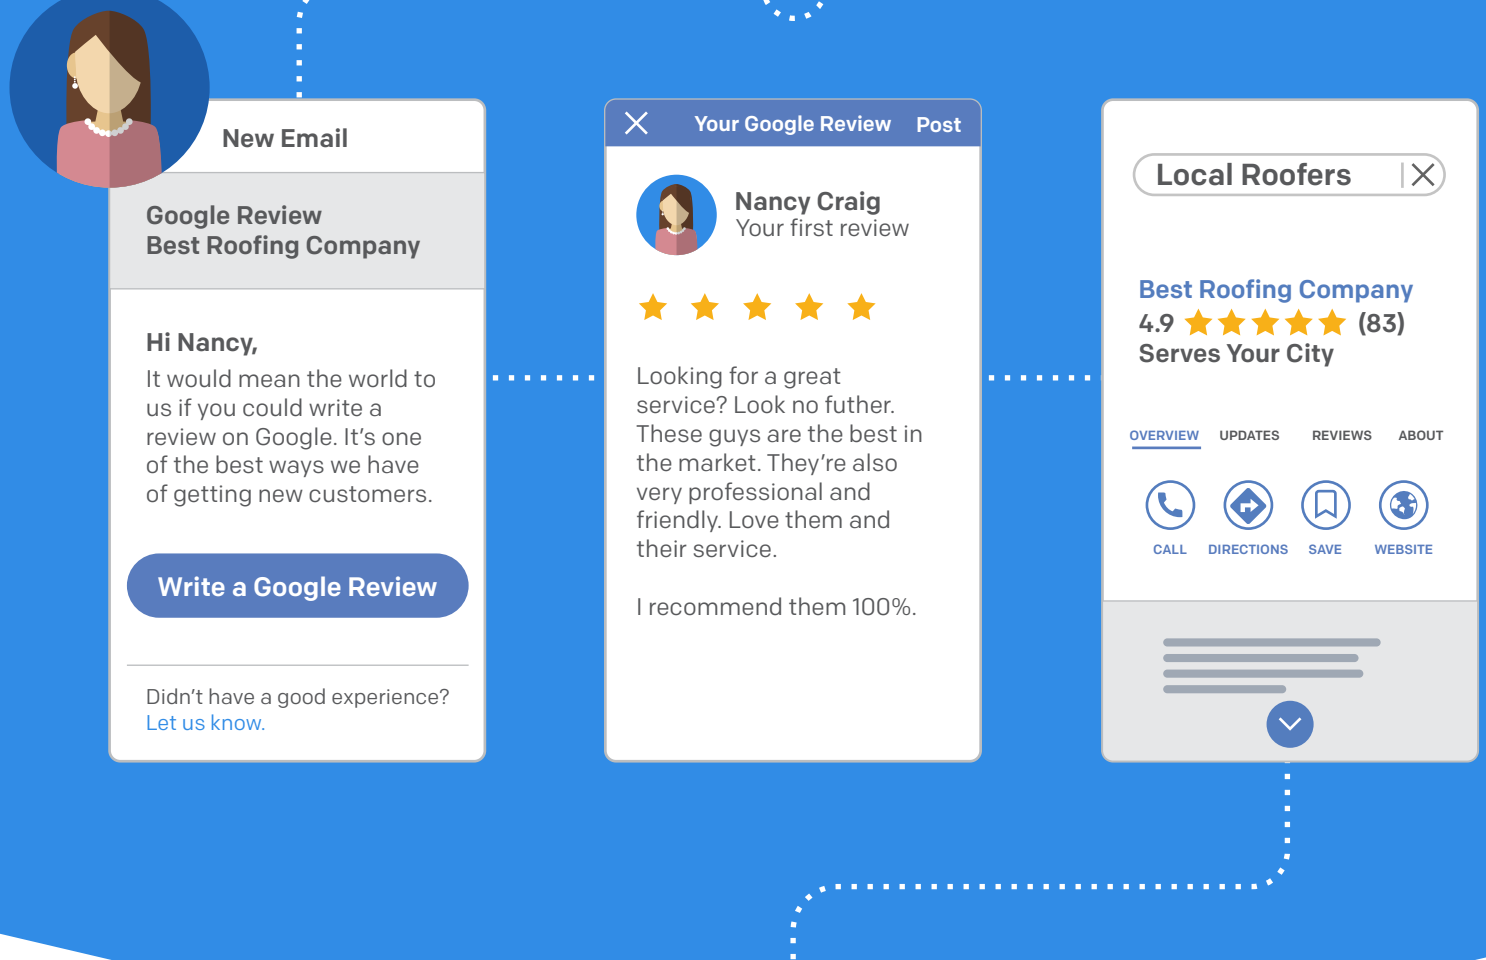 New Email
Google Review
Best Roofing Company
Hi Nancy,
It would mean the world to
us if you could write a
review on Google. It's one
of the best ways we have
of getting new customers.
Write a Google Review
Didn't have a good experience?
Let us know.
Your Google Review Post
Nancy Craig
Your first review
Looking for a great
service? Look no futher.
These guys are the best in
the market. They're also
very professional and
friendly. Love them and
their service.
I recommend them 100%.
Local Roofers
Best Roofing Company
4.9 (83)
Serves Your City
OVERVIEW UPDATES REVIEWS ABOUT
CALL DIRECTIONS SAVE WEBSITE